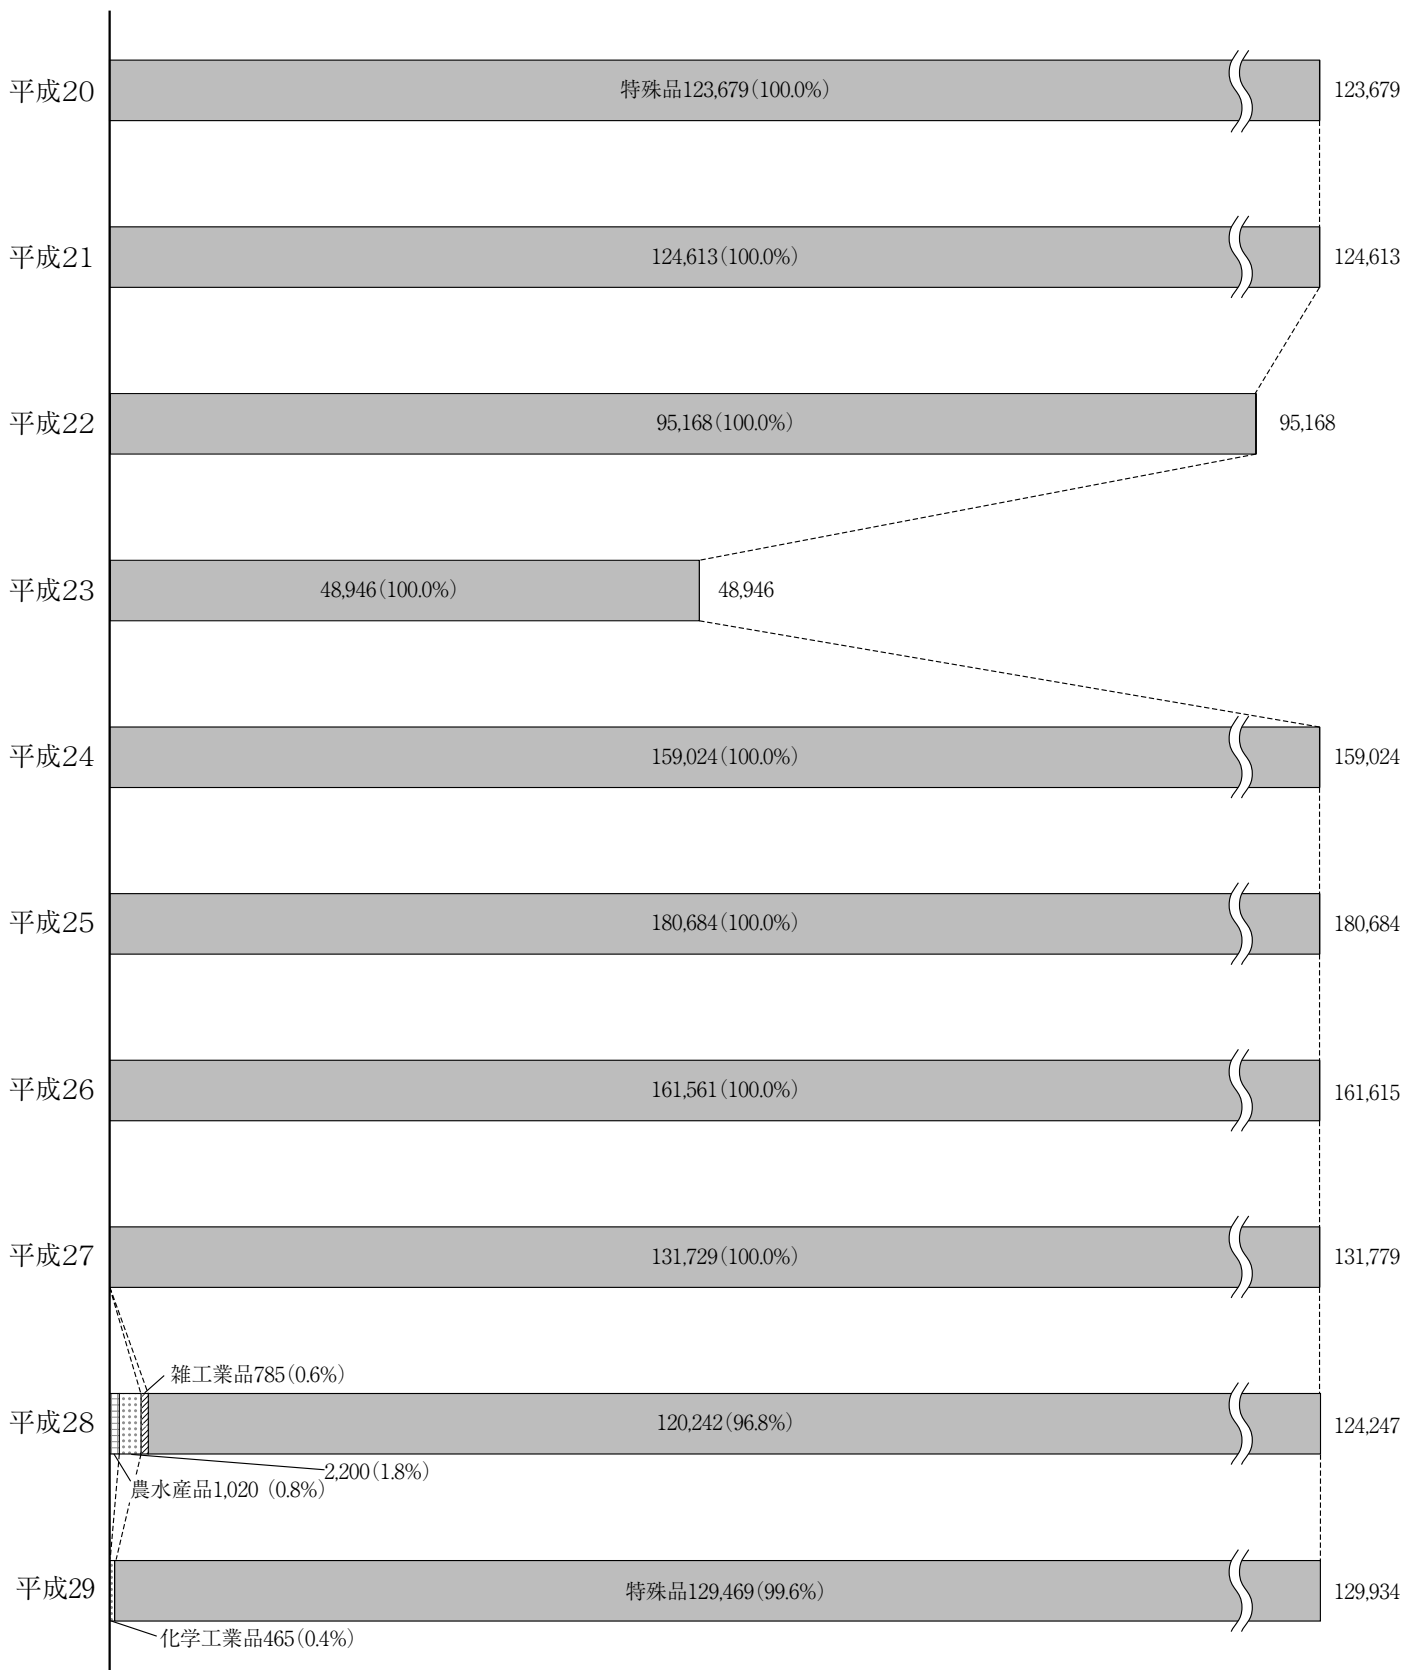 平成20
特殊品123,679(100.0%)
123,679
平成21
124,613(100.0%)
124,613
平成22
95,168(100.0%)
95,168
平成23
48,946(100.0%)
48,946
平成24
159,024(100.0%)
159,024
平成25
180,684(100.0%)
180,684
平成26
161,561(100.0%)
161,615
平成27
131,729(100.0%)
131,779
雑工業品785(0.6%)
平成28
120,242(96.8%)
124,247
2,200(1.8%)
農水産品1,020 (0.8%)
平成29
特殊品129,469(99.6%)
129,934
化学工業品465(0.4%)